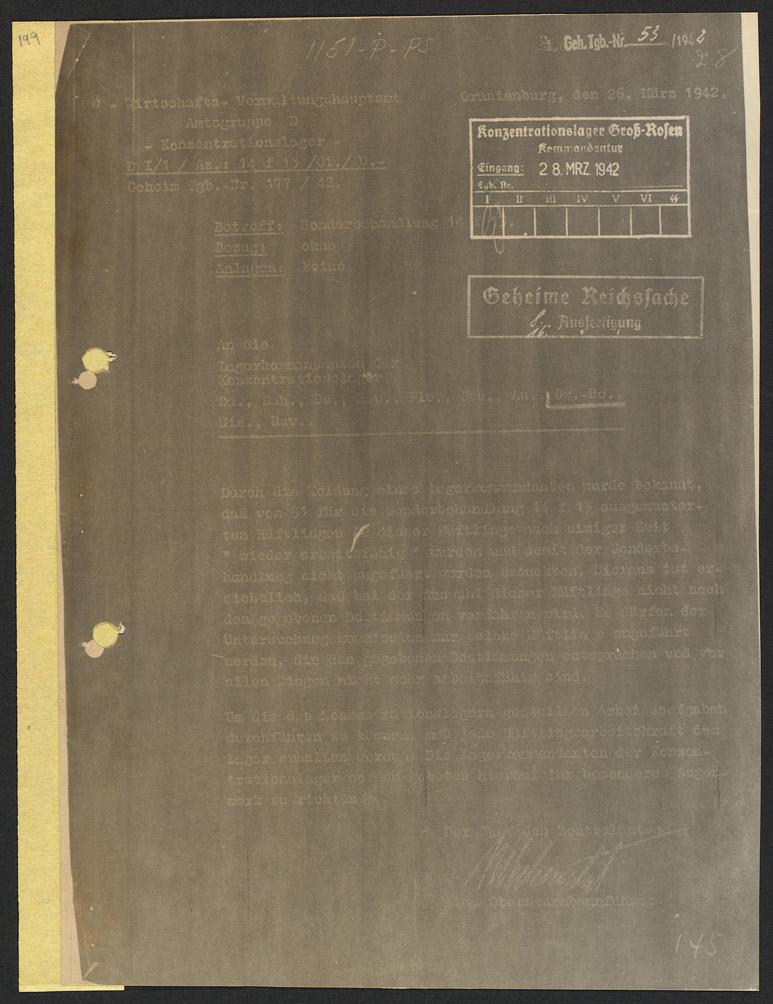 199
1151-P-PS
Geh. Tgb.-Nr. 53 /1942
28
- Wirtschafts- Verwaltungshauptamt
Oranienburg, den 26. März 1942.
Amtsgruppe D
- Konzentrationslager -
D I/1 / Az.: 14 f 13 /Ot./ U.-
Geheim Tgb.-Nr. 177 / 42.
Konzentrationslager Groß-Rosen
Kommandantur
Eingang: 28. MRZ. 1942
Tgb. Nr.
I II III IV V VI ᛋᛋ
Betreff: Sonderbehandlung 14
Bezug: ohne
Anlagen: keine
Geheime Reichssache
Ausfertigung
An die
Lagerkommandanten der
Konzentrationslager
Da., Sah., Bu., Mau., Flo., Neu., Au., Gr.-Ro.,
Nie., Rav..
Durch die Meldung eines Lagerkommandanten wurde bekannt,
daß von 51 für die Sonderbehandlung 14 f 13 ausgemuster-
ten Häftlingen dieser Häftlinge nach einiger Zeit
" wieder arbeitsfähig " wurden und somit der Sonderbe-
handlung nicht zugeführt werden brauchten. Hieraus ist er-
sichtlich, daß bei der Auswahl dieser Häftlinge nicht nach
den gegebenen Bestimmungen verfahren wird. Es dürfen der
Untersuchungskommission nur solche Häftlinge zugeführt
werden, die den gegebenen Bestimmungen entsprechen und vor
allen Dingen nicht mehr arbeitsfähig sind.
Um die den Konzentrationslagern gestellten Arbeitsaufgaben
durchführen zu können, muß jede Häftlingsarbeitskraft dem
Lager erhalten werden. Die Lagerkommandanten der Konzen-
trationslager werden gebeten hierauf ihr besonderes Augen-
merk zu richten.
Der Chef des Zentralamtes
Obersturmbannführer.
145